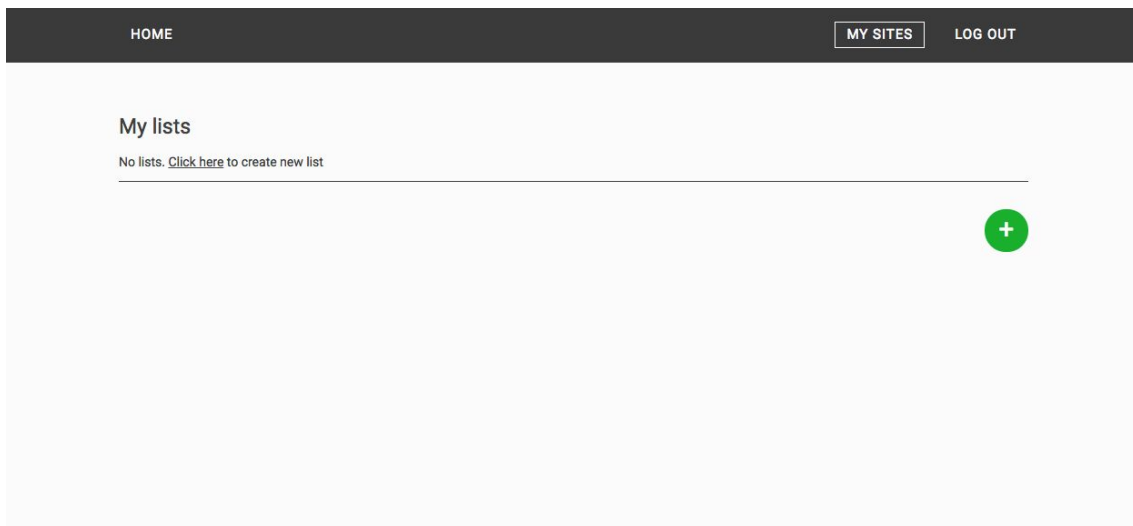 HOME MY SITES LOG OUT
My lists
No lists. Click here to create new list
+